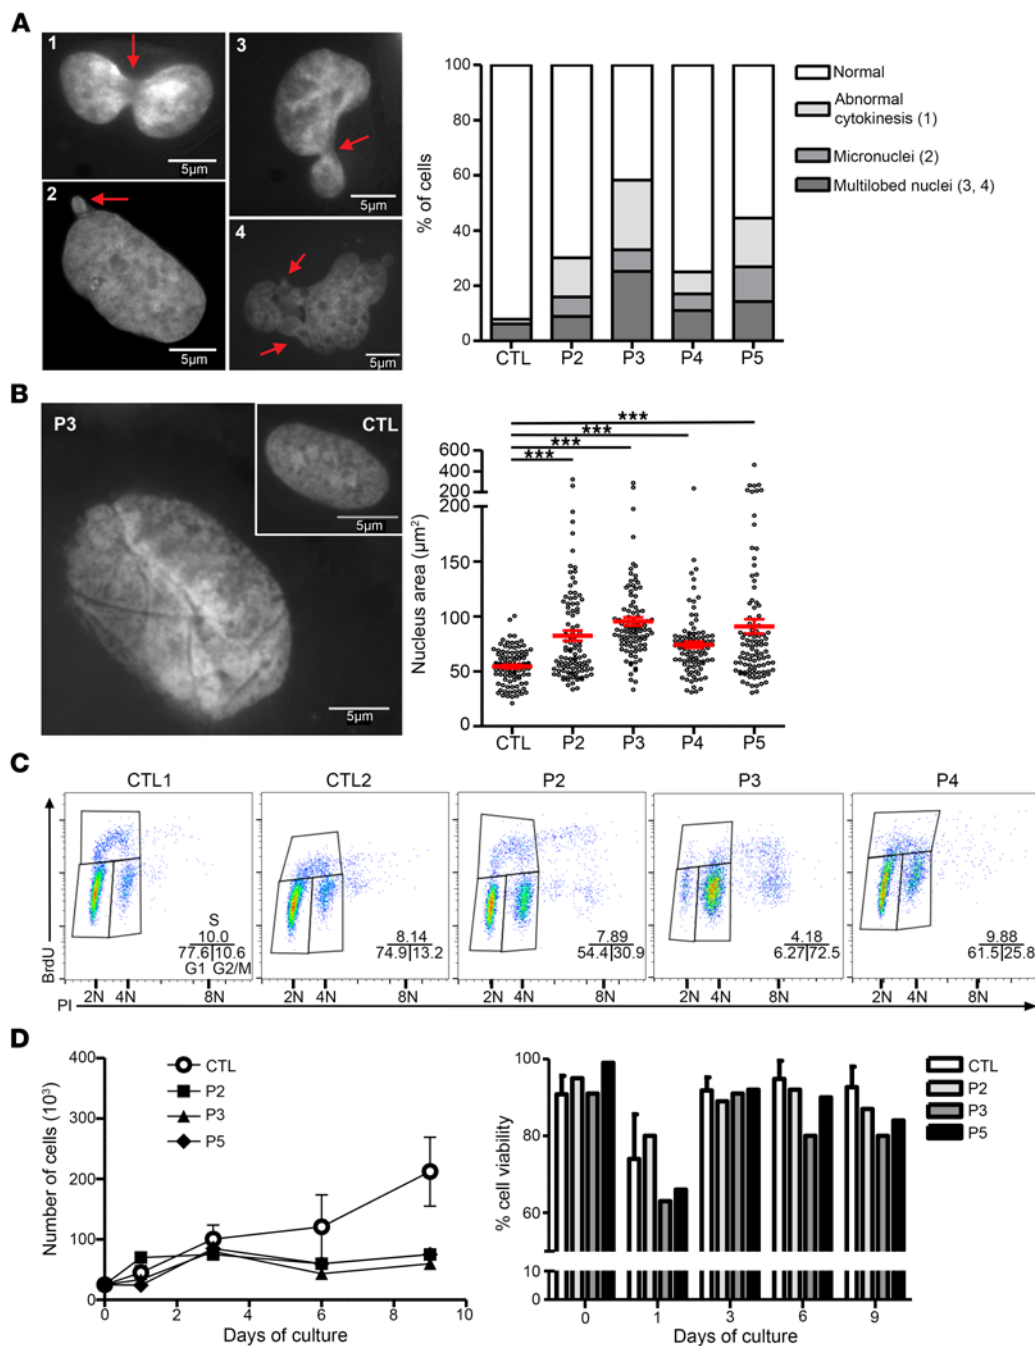 A
1
5µm
2
5µm
3
5µm
4
5µm
% of cells
100
80
60
40
20
0
CTL P2 P3 P4 P5
Normal
Abnormal
cytokinesis (1)
Micronuclei (2)
Multilobed nuclei (3, 4)
B
P3
CTL
5µm
5µm
Nucleus area (µm²)
***
***
***
***
600
400
200
200
150
100
50
0
CTL P2 P3 P4 P5
C
CTL1 CTL2 P2 P3 P4
BrdU
S
10.0
77.6 10.6
G1 G2/M
8.14
74.9 13.2
7.89
54.4 30.9
4.18
6.27 72.5
9.88
61.5 25.8
2N 4N 8N
2N 4N 8N
2N 4N 8N
2N 4N 8N
2N 4N 8N
PI
D
Number of cells (10³)
400
300
200
100
0
0 2 4 6 8 10
Days of culture
CTL
P2
P3
P5
% cell viability
100
80
60
10
0
0 1 3 6 9
Days of culture
CTL
P2
P3
P5